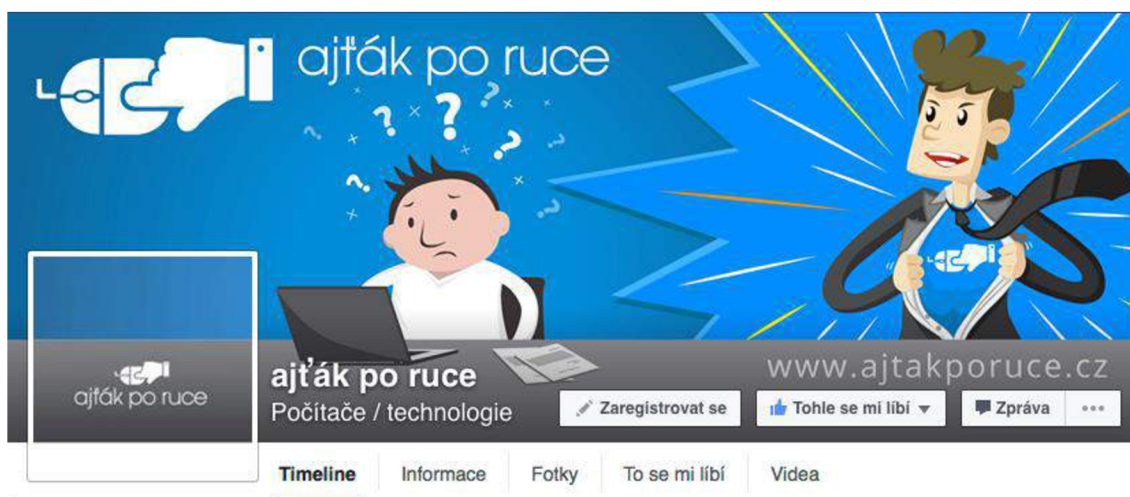 ajťák po ruce
? ? ? ? ? ? ? ?
www.ajtakporuce.cz
ajťák po ruce
ajťák po ruce
Počítače / technologie
Zaregistrovat se
Tohle se mi líbí
Zpráva
Timeline
Informace
Fotky
To se mi líbí
Videa